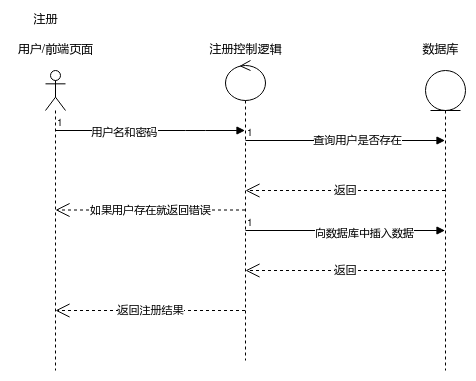 注册
用户/前端页面
注册控制逻辑
数据库
1
用户名和密码
1
查询用户是否存在
返回
如果用户存在就返回错误
1
向数据库中插入数据
返回
返回注册结果